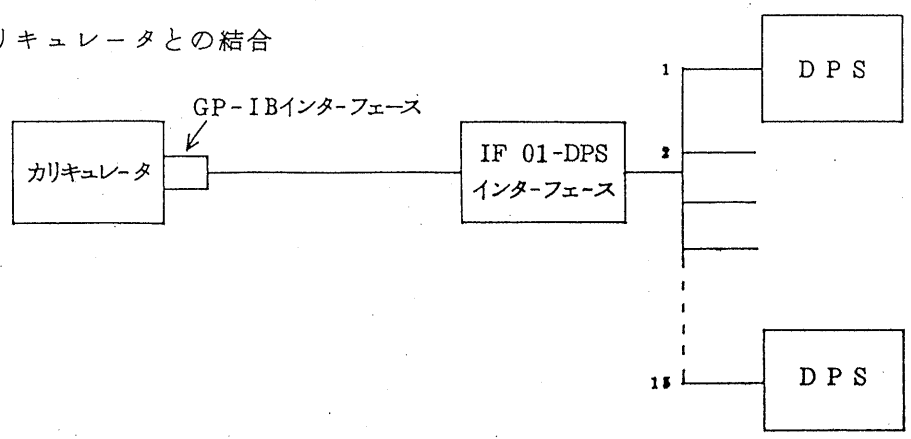 リキュレータとの結合
GP-IBインターフェース
カリキュレータ
IF 01-DPS
インターフェース
1
DPS
2
DPS